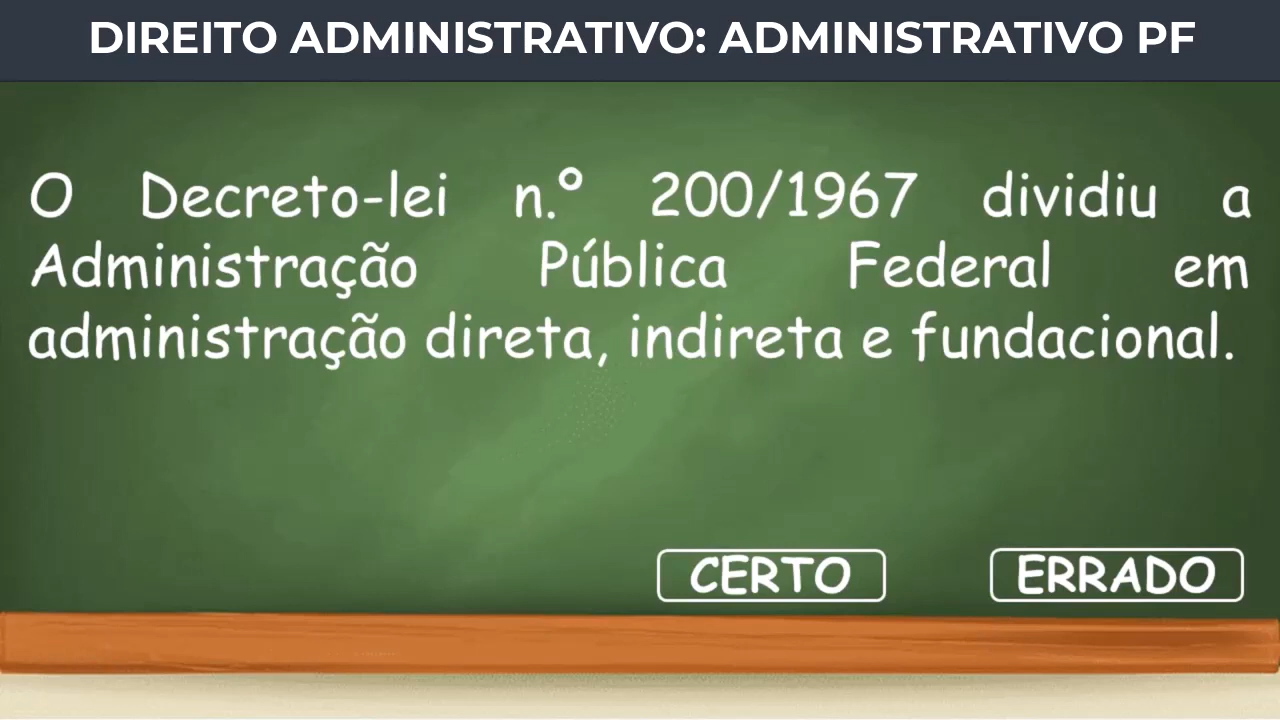 DIREITO ADMINISTRATIVO: ADMINISTRATIVO PF
O Decreto-lei n.º 200/1967 dividiu a
Administração Pública Federal em
administração direta, indireta e fundacional.
CERTO ERRADO